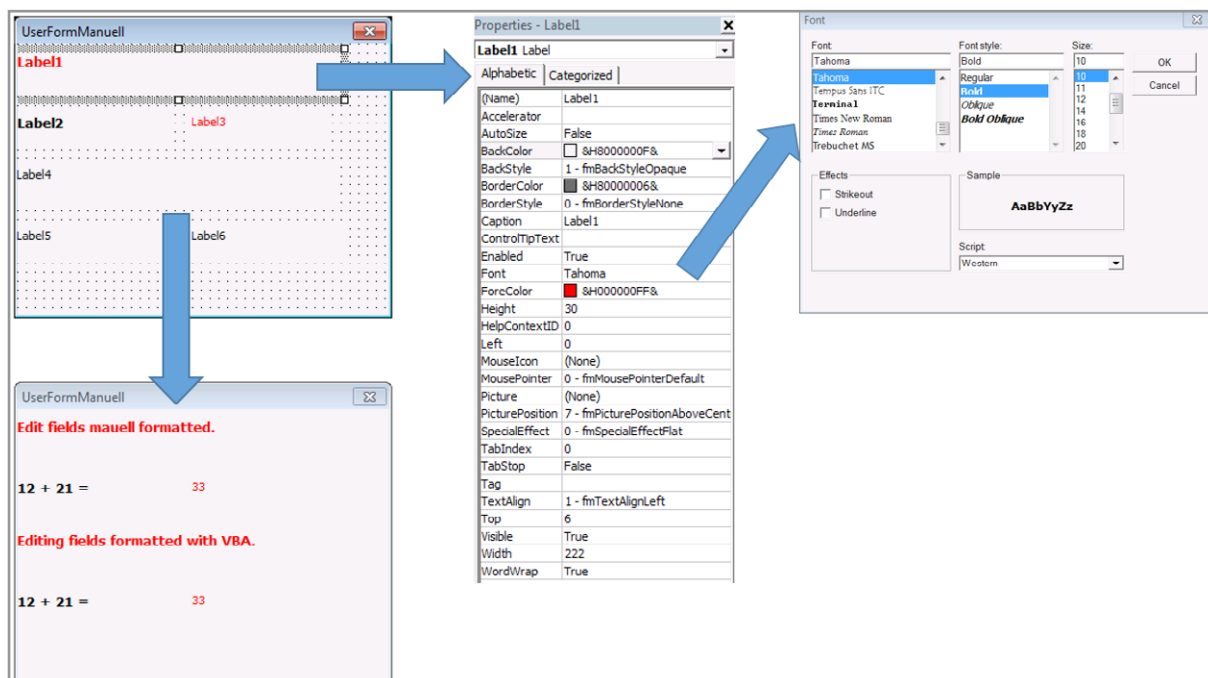 UserFormManuell
Label1
Label2
Label3
Label4
Label5
Label6
UserFormManuell
Edit fields mauell formatted.
12 + 21 =
33
Editing fields formatted with VBA.
12 + 21 =
33
Properties - Label1
Label1 Label
Alphabetic
Categorized
(Name) Label1
Accelerator
AutoSize False
BackColor &H8000000F&
BackStyle 1 - fmBackStyleOpaque
BorderColor &H80000006&
BorderStyle 0 - fmBorderStyleNone
Caption Label1
ControlTipText
Enabled True
Font Tahoma
ForeColor &H000000FF&
Height 30
HelpContextID 0
Left 0
MouseIcon (None)
MousePointer 0 - fmMousePointerDefault
Picture (None)
PicturePosition 7 - fmPicturePositionAboveCent
SpecialEffect 0 - fmSpecialEffectFlat
TabIndex 0
TabStop False
Tag
TextAlign 1 - fmTextAlignLeft
Top 6
Visible True
Width 222
WordWrap True
Font
Font:
Tahoma
Tahoma
Tempus Sans ITC
Terminal
Times New Roman
Times Roman
Trebuchet MS
Font style:
Bold
Regular
Bold
Oblique
Bold Oblique
Size:
10
10
11
12
14
16
18
20
OK
Cancel
Effects
Strikeout
Underline
Sample
AaBbYyZz
Script:
Western